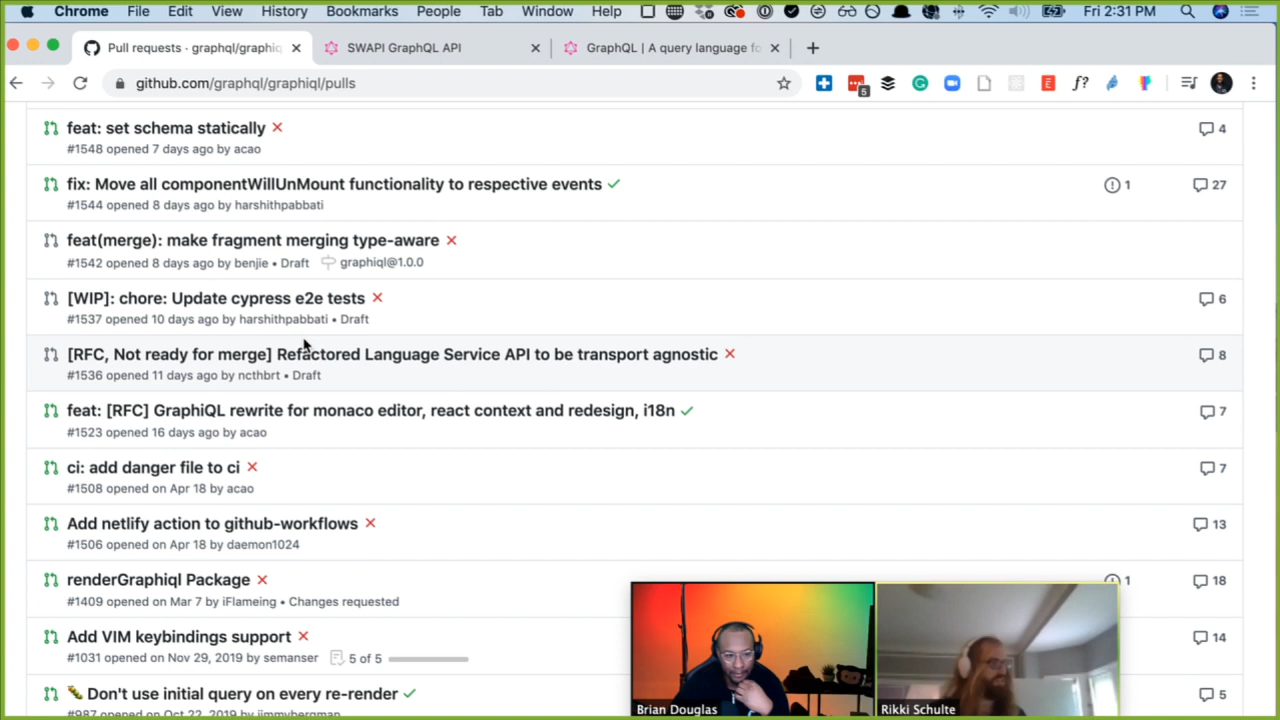 Chrome File Edit View History Bookmarks People Tab Window Help Fri 2:31 PM
Pull requests - graphql/graphiq SWAPI GraphQL API GraphQL | A query language fo
github.com/graphql/graphiql/pulls 5 f?
feat: set schema statically 4
#1548 opened 7 days ago by acao
fix: Move all componentWillUnMount functionality to respective events 1 27
#1544 opened 8 days ago by harshithpabbati
feat(merge): make fragment merging type-aware
#1542 opened 8 days ago by benjie • Draft graphiql@1.0.0
[WIP]: chore: Update cypress e2e tests 6
#1537 opened 10 days ago by harshithpabbati • Draft
[RFC, Not ready for merge] Refactored Language Service API to be transport agnostic 8
#1536 opened 11 days ago by ncthbrt • Draft
feat: [RFC] GraphiQL rewrite for monaco editor, react context and redesign, i18n 7
#1523 opened 16 days ago by acao
ci: add danger file to ci 7
#1508 opened on Apr 18 by acao
Add netlify action to github-workflows 13
#1506 opened on Apr 18 by daemon1024
renderGraphiql Package 1 18
#1409 opened on Mar 7 by iFlameing • Changes requested
Add VIM keybindings support 14
#1031 opened on Nov 29, 2019 by semanser 5 of 5
Don't use initial query on every re-render 5
#987 opened on Oct 22, 2019 by jimmybergman
Brian Douglas Rikki Schulte